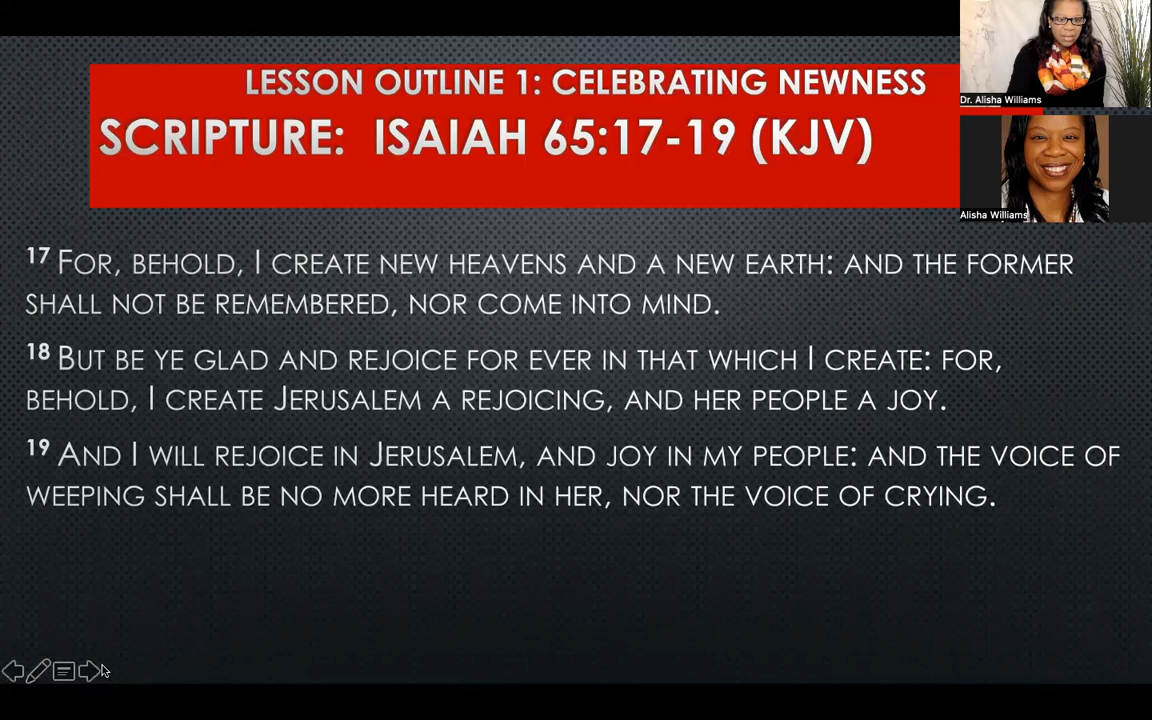 LESSON OUTLINE 1: CELEBRATING NEWNESS
SCRIPTURE: ISAIAH 65:17-19 (KJV)
Dr. Alisha Williams
Alisha Williams
17 FOR, BEHOLD, I CREATE NEW HEAVENS AND A NEW EARTH: AND THE FORMER
SHALL NOT BE REMEMBERED, NOR COME INTO MIND.
18 BUT BE YE GLAD AND REJOICE FOR EVER IN THAT WHICH I CREATE: FOR,
BEHOLD, I CREATE JERUSALEM A REJOICING, AND HER PEOPLE A JOY.
19 AND I WILL REJOICE IN JERUSALEM, AND JOY IN MY PEOPLE: AND THE VOICE OF
WEEPING SHALL BE NO MORE HEARD IN HER, NOR THE VOICE OF CRYING.